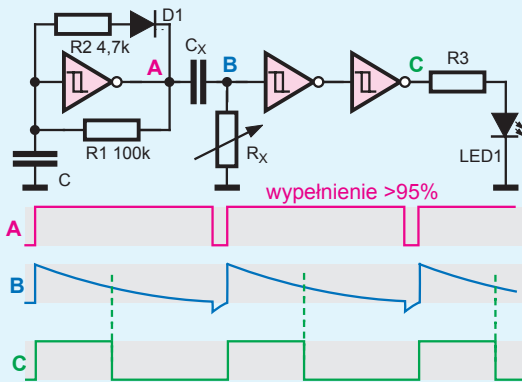 D1
R2 4,7k
A
CX
B
C
R3
R1 100k
RX
C
LED1
wypełnienie >95%
A
B
C